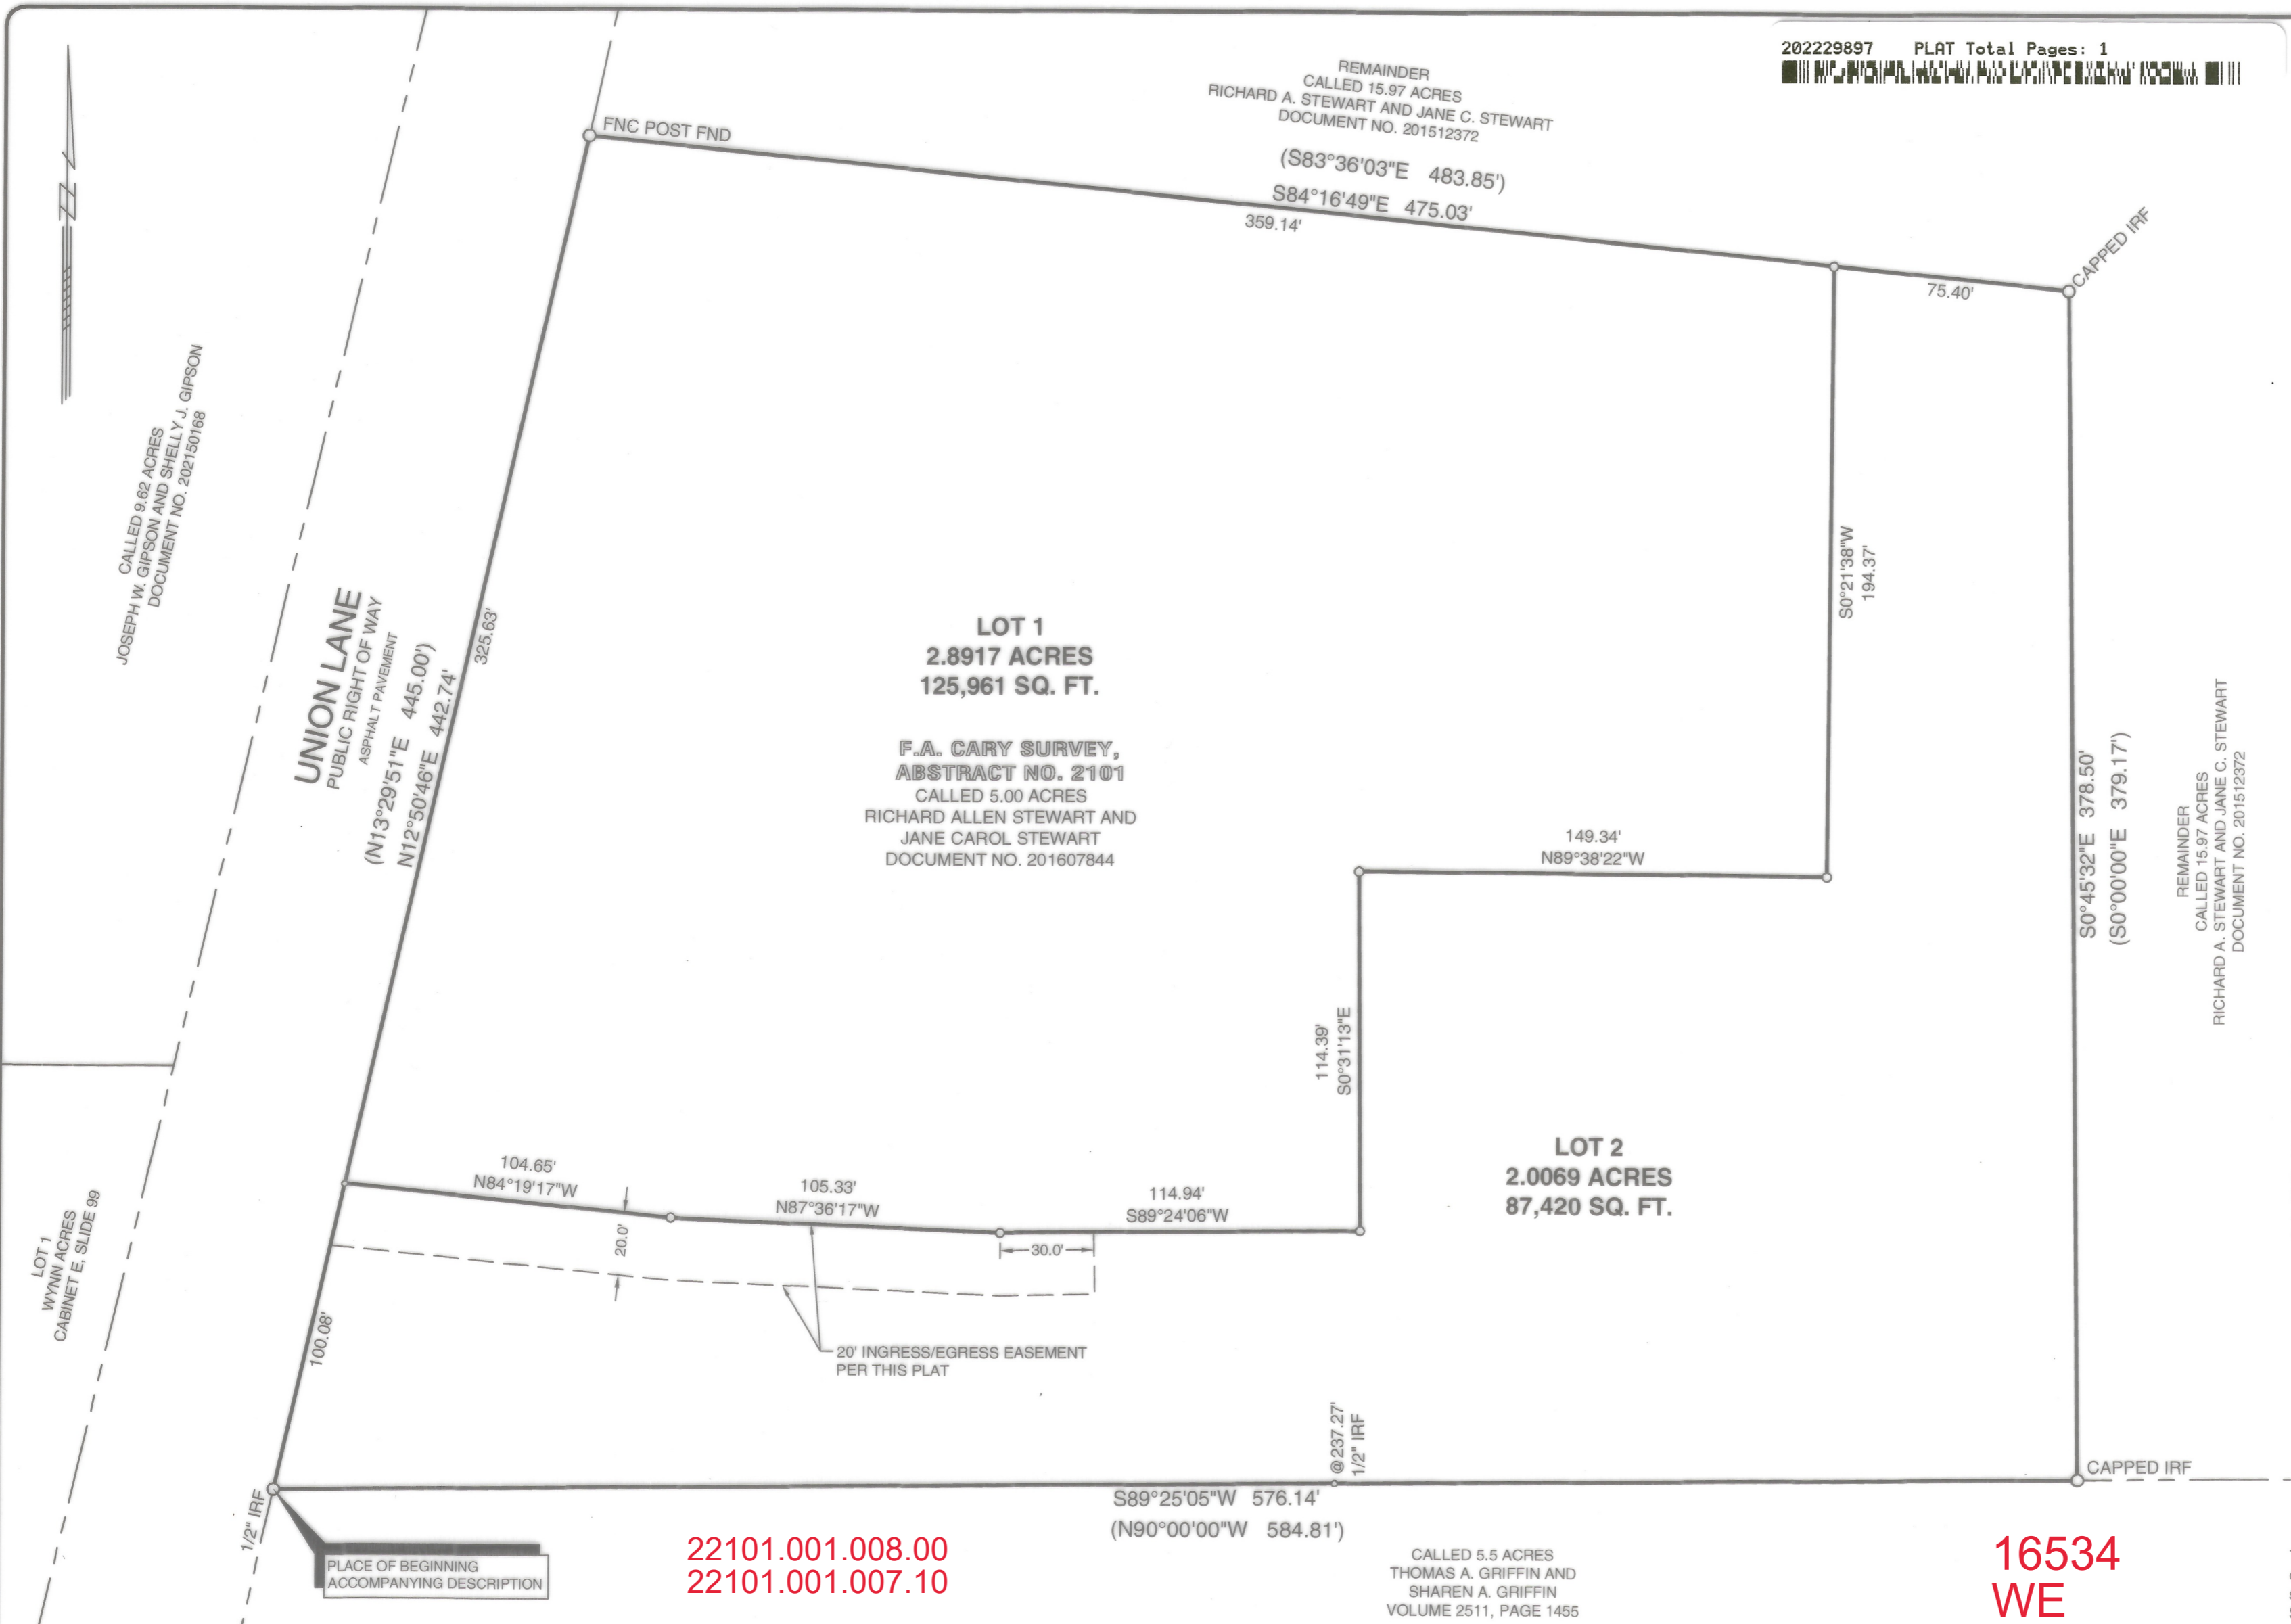 202229897 PLAT Total Pages: 1
REMAINDER
CALLED 15.97 ACRES
RICHARD A. STEWART AND JANE C. STEWART
DOCUMENT NO. 201512372
(S83°36'03"E 483.85')
S84°16'49"E 475.03'
359.14'
FNC POST FND
CAPPED IRF
75.40'
N
CALLED 9.62 ACRES
JOSEPH W. GIPSON AND SHELLY J. GIPSON
DOCUMENT NO. 202150168
UNION LANE
PUBLIC RIGHT OF WAY
ASPHALT PAVEMENT
(N13°29'51"E 445.00')
N12°50'46"E 442.74'
325.63'
LOT 1
2.8917 ACRES
125,961 SQ. FT.
F.A. CARY SURVEY,
ABSTRACT NO. 2101
CALLED 5.00 ACRES
RICHARD ALLEN STEWART AND
JANE CAROL STEWART
DOCUMENT NO. 201607844
S0°21'38"W
194.37'
149.34'
N89°38'22"W
S0°45'32"E 378.50'
(S0°00'00"E 379.17')
REMAINDER
CALLED 15.97 ACRES
RICHARD A. STEWART AND JANE C. STEWART
DOCUMENT NO. 201512372
114.39'
S0°31'13"E
LOT 2
2.0069 ACRES
87,420 SQ. FT.
104.65'
N84°19'17"W
20.0'
105.33'
N87°36'17"W
114.94'
S89°24'06"W
30.0'
20' INGRESS/EGRESS EASEMENT
PER THIS PLAT
LOT 1
WYNN ACRES
CABINET E, SLIDE 99
100.08'
1/2" IRF
@237.27'
1/2" IRF
CAPPED IRF
S89°25'05"W 576.14'
(N90°00'00"W 584.81')
PLACE OF BEGINNING
ACCOMPANYING DESCRIPTION
22101.001.008.00
22101.001.007.10
CALLED 5.5 ACRES
THOMAS A. GRIFFIN AND
SHAREN A. GRIFFIN
VOLUME 2511, PAGE 1455
16534
WE